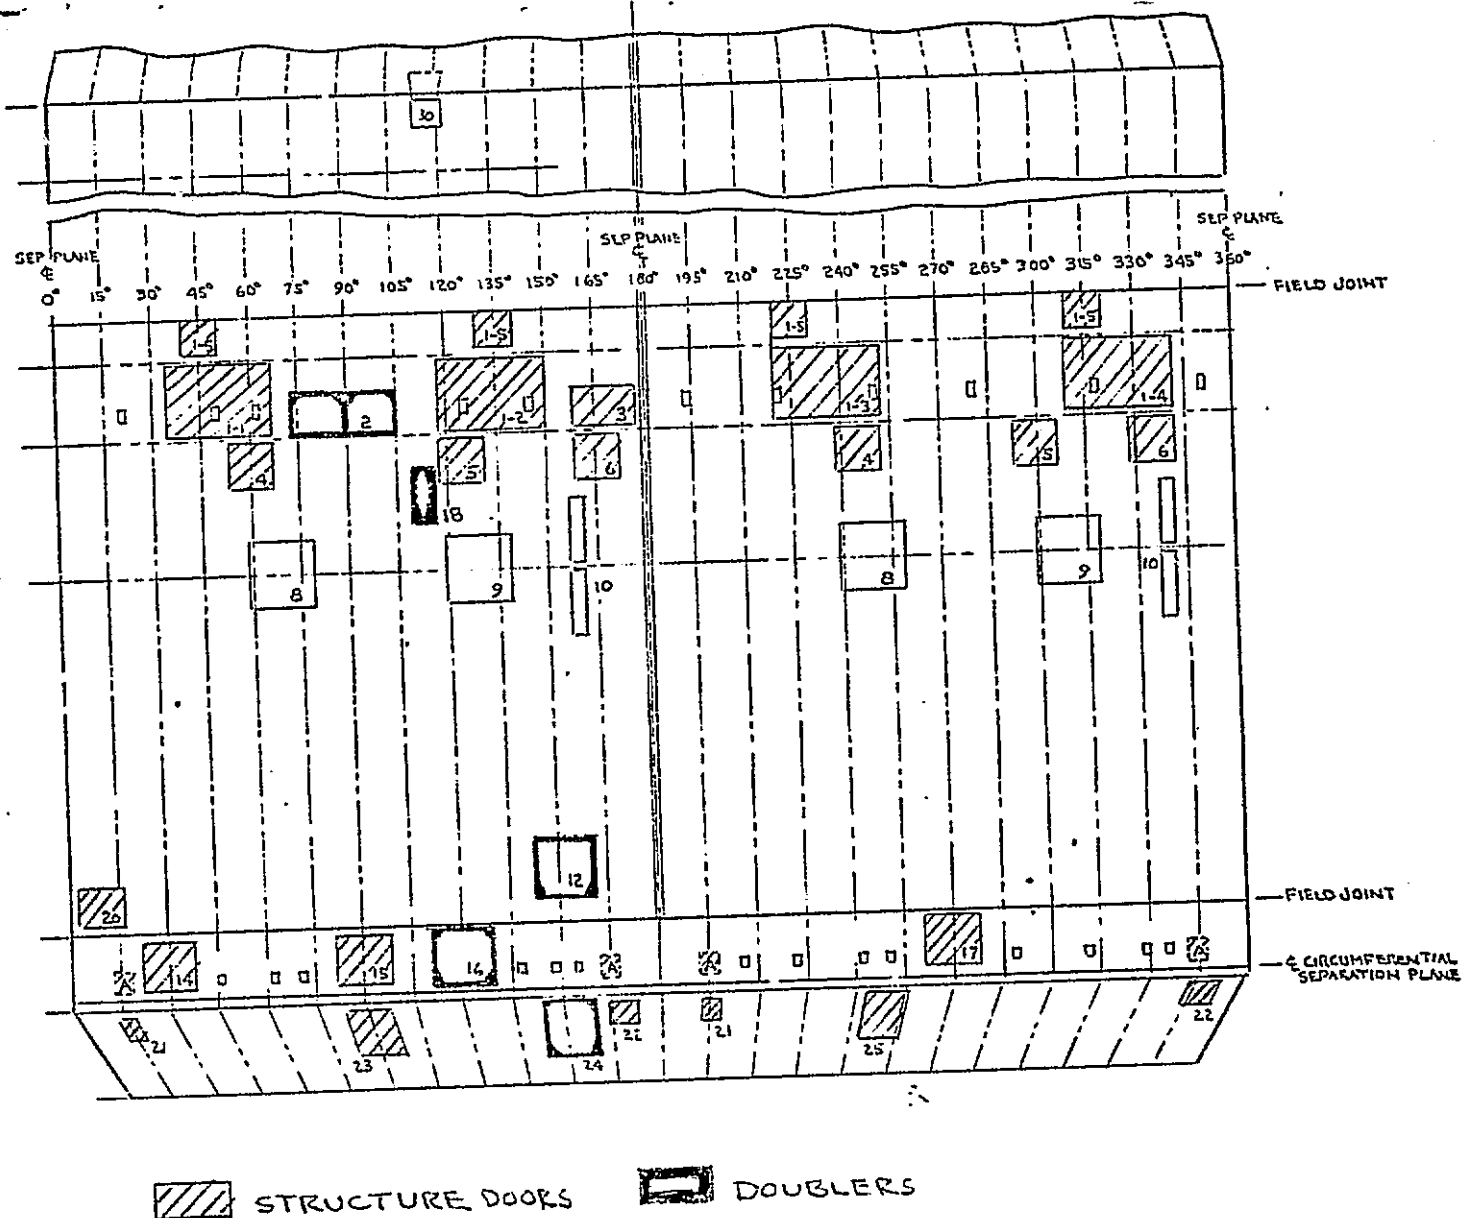 30
SEP PLANE
℄
SEP PLANE
℄
SEP PLANE
℄
0° 15° 30° 45° 60° 75° 90° 105° 120° 135° 150° 165° 180° 195° 210° 225° 240° 255° 270° 285° 300° 315° 330° 345° 360°
FIELD JOINT
1-5 1-5 1-5 1-5
1-1 2 1-2 3 1-3 1-4
4 5 6 4 5 6
18
8 9 10 8 9 10
12
FIELD JOINT
20
A 14 15 16 A A 17 A
℄ CIRCUMFERENTIAL
SEPARATION PLANE
21 23 24 22 21 25 22
STRUCTURE DOORS
DOUBLERS